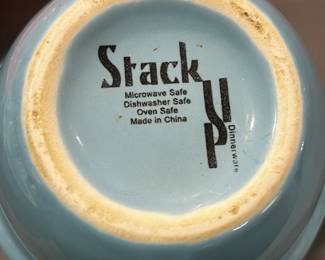 Stack
Up
Microwave Safe
Dishwasher Safe
Oven Safe
Made in China
Dinnerware